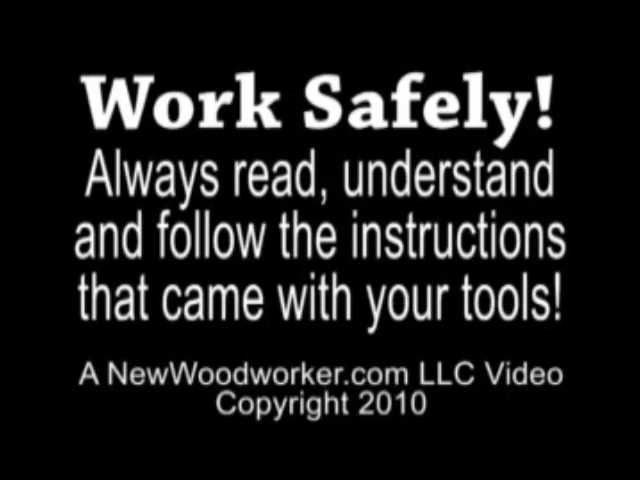 Work Safely!
Always read, understand
and follow the instructions
that came with your tools!
A NewWoodworker.com LLC Video
Copyright 2010